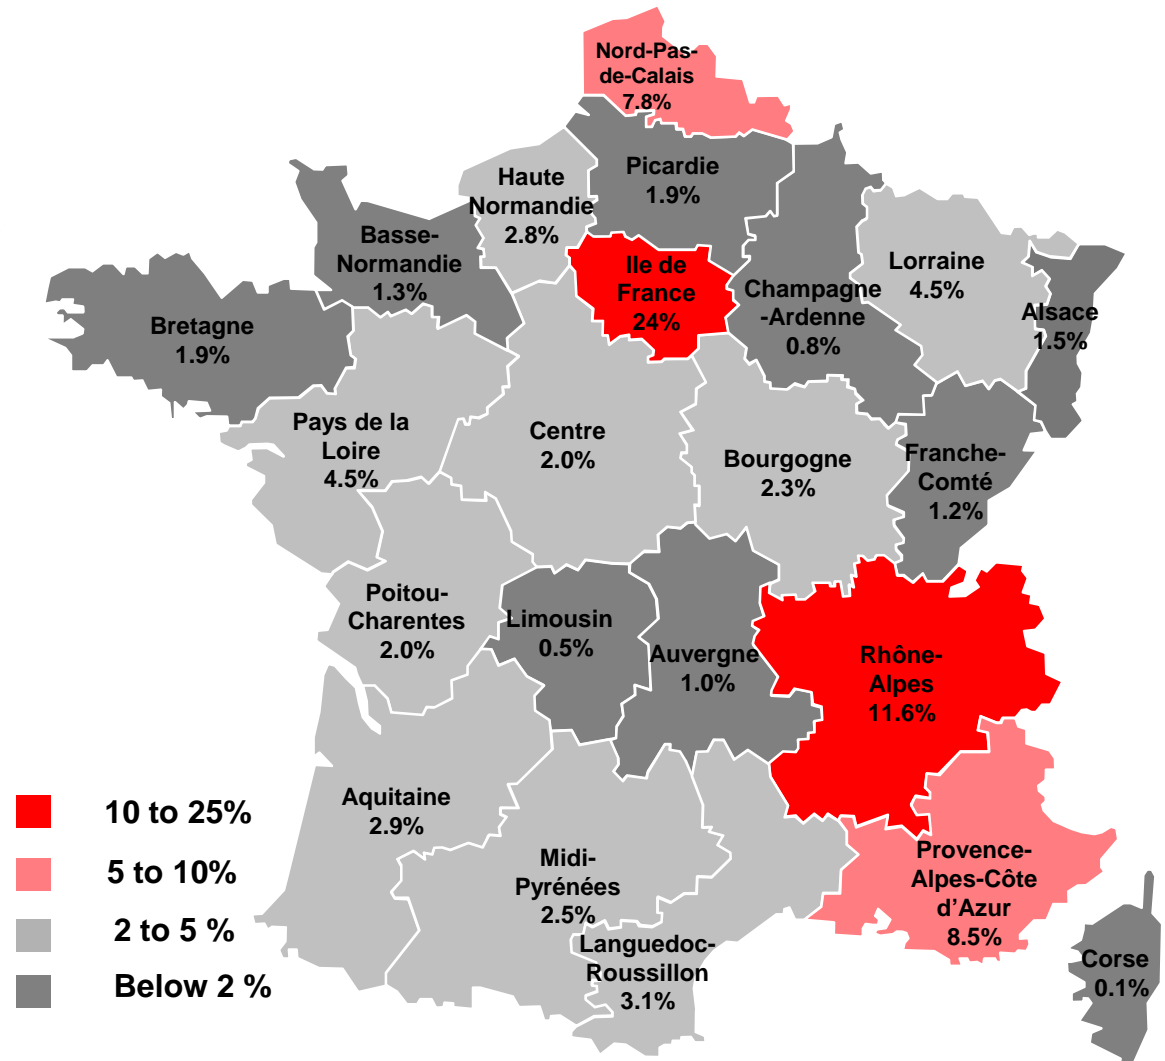 Nord-Pas-
de-Calais
7.8%
Picardie
1.9%
Haute
Normandie
2.8%
Basse-
Normandie
1.3%
Ile de
France
24%
Champagne
-Ardenne
0.8%
Lorraine
4.5%
Alsace
1.5%
Bretagne
1.9%
Pays de la
Loire
4.5%
Centre
2.0%
Bourgogne
2.3%
Franche-
Comté
1.2%
Poitou-
Charentes
2.0%
Limousin
0.5%
Auvergne
1.0%
Rhône-
Alpes
11.6%
Aquitaine
2.9%
Midi-
Pyrénées
2.5%
Languedoc-
Roussillon
3.1%
Provence-
Alpes-Côte
d’Azur
8.5%
Corse
0.1%
10 to 25%
5 to 10%
2 to 5 %
Below 2 %